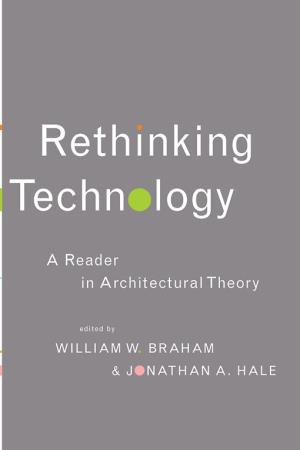 Rethinking
Technology
A Reader
in Architectural Theory
edited by
WILLIAM W. BRAHAM
& JONATHAN A. HALE